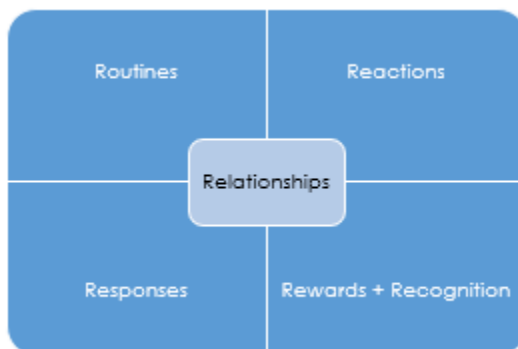 Routines
Reactions
Relationships
Responses
Rewards + Recognition